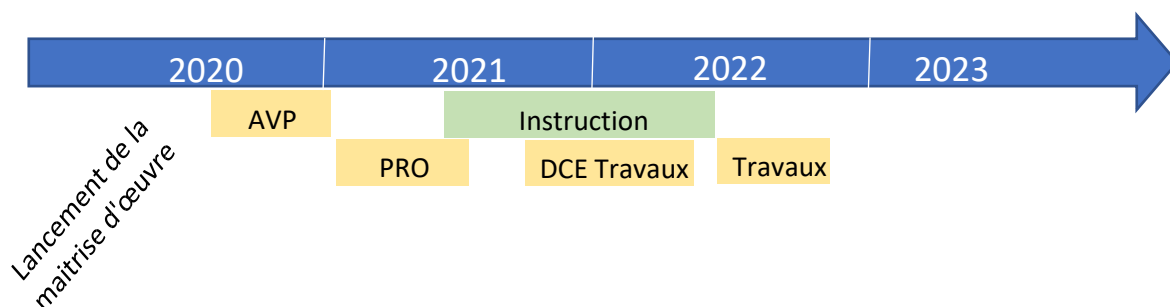 2020 2021 2022 2023
AVP Instruction
PRO DCE Travaux Travaux
Lancement de la
maitrise d'œuvre